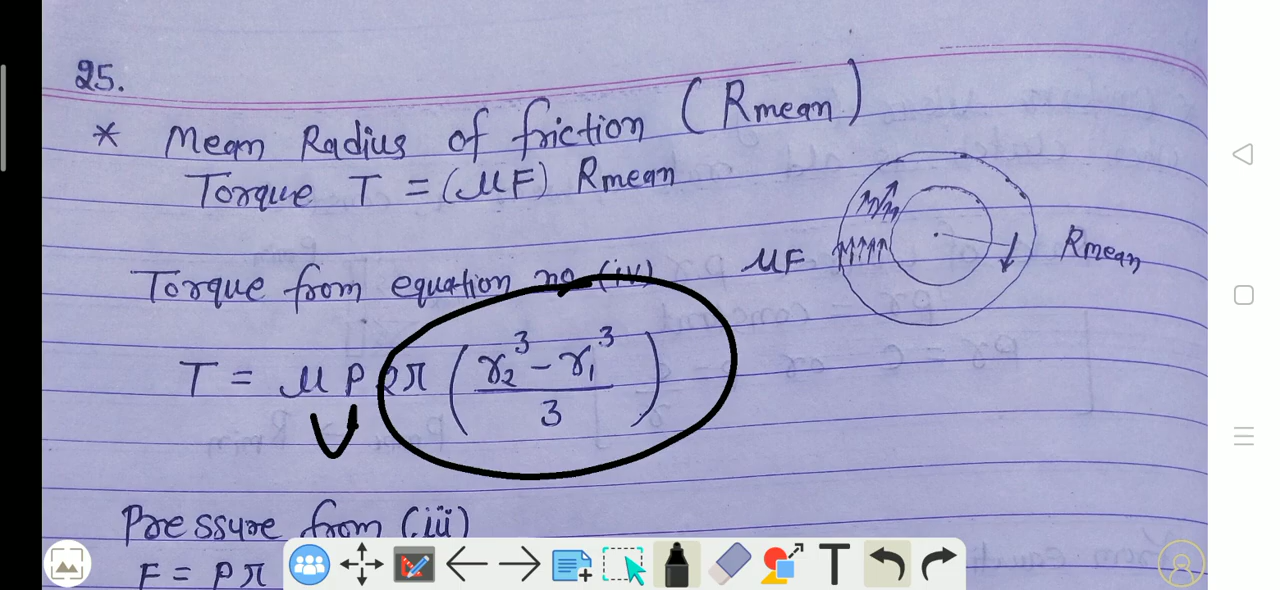 25.
* Mean Radius of friction (Rmean)
Torque T = (μF) Rmean
μF
Rmean
Torque from equation no (iv)
T = μ P 2π ( r₂³ - r₁³ / 3 )
Pressure from (iii)
F = Pπ
T